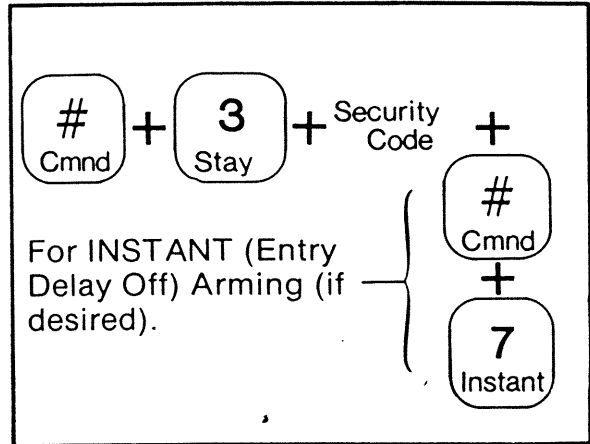 # + 3 + Security +
Cmnd Stay Code
#
Cmnd
For INSTANT (Entry
Delay Off) Arming (if
desired).
+
7
Instant